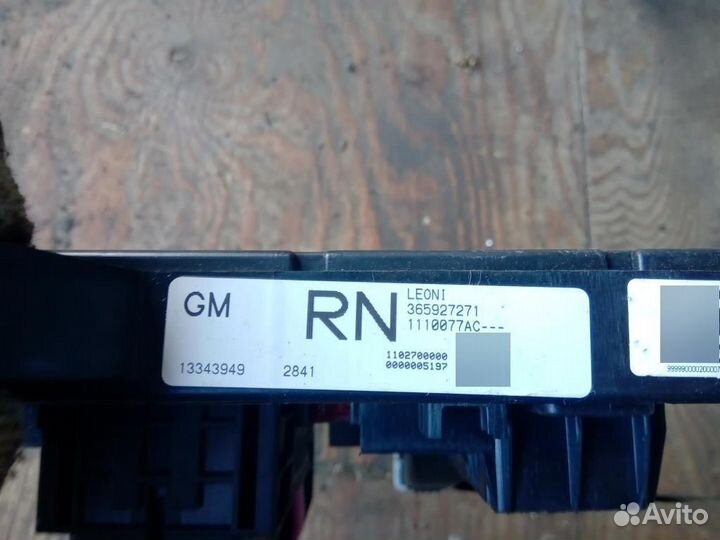 GM
RN
LEONI
365927271
1110077AC---
1102700000
0000005197
13343949
2841
Avito